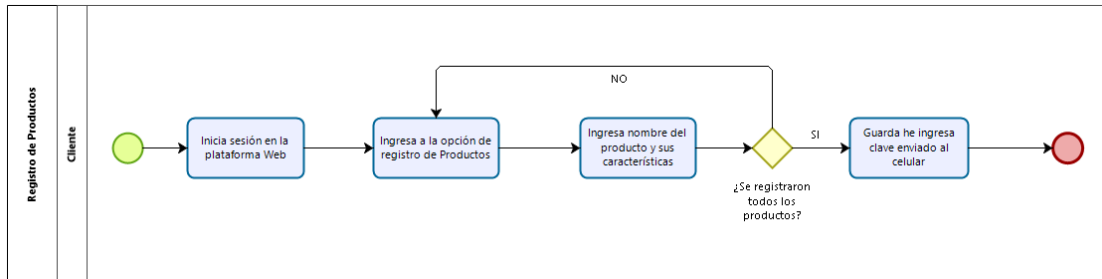 Registro de Productos
Cliente
Inicia sesión en la
plataforma Web
Ingresa a la opción de
registro de Productos
NO
Ingresa nombre del
producto y sus
características
¿Se registraron
todos los
productos?
SI
Guarda he ingresa
clave enviado al
celular